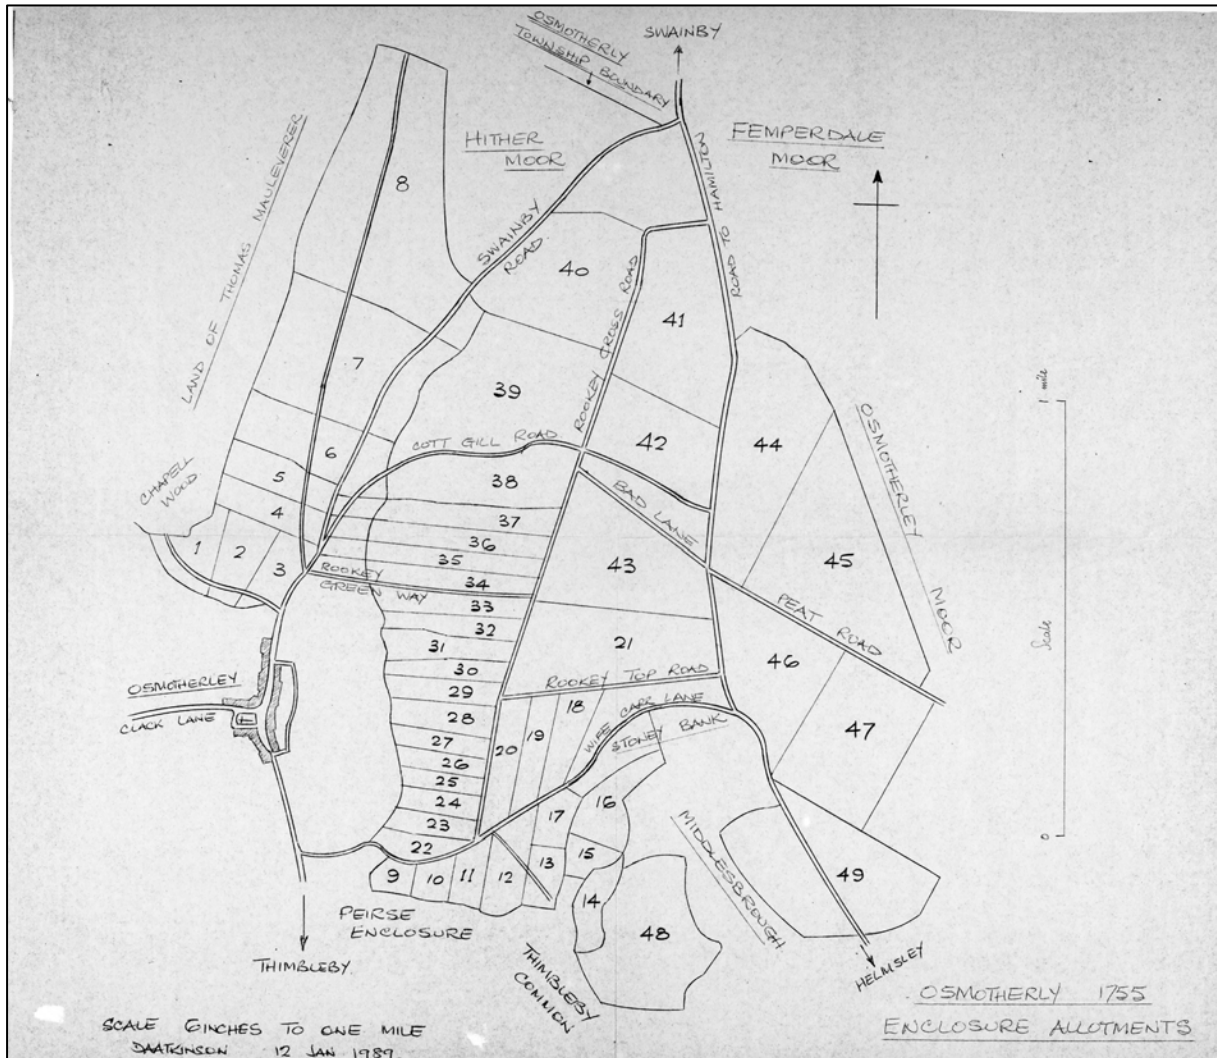 OSMOTHERLY
TOWNSHIP BOUNDARY
SWAINBY
HITHER
MOOR
FEMPERDALE
MOOR
LAND OF THOMAS MAULEVERER
8
SWAINBY
ROAD
ROAD TO HAMILTON
40
ROOKEY CROSS ROAD
41
7
39
1 mile
OSMOTHERLEY
MOOR
COTT GILL ROAD
42
44
CHAPELL
WOOD
6
5
38
BAD LANE
4
37
1
2
3
36
35
34
ROOKEY
GREEN WAY
43
45
33
32
31
30
21
PEAT ROAD
Scale
46
ROOKEY TOP ROAD
OSMOTHERLEY
CLACK LANE
29
28
27
26
25
24
23
22
20
19
18
WIFE CARR LANE
STONEY BANK
47
17
16
15
MIDDLESBROUGH
0
9
10
11
12
13
14
48
49
PEIRSE
ENCLOSURE
THIMBLEBY
THIMBLEBY
COMMON
HELMSLEY
OSMOTHERLY 1755
ENCLOSURE ALLOTMENTS
SCALE 6 INCHES TO ONE MILE
DAATKINSON 12 JAN 1989